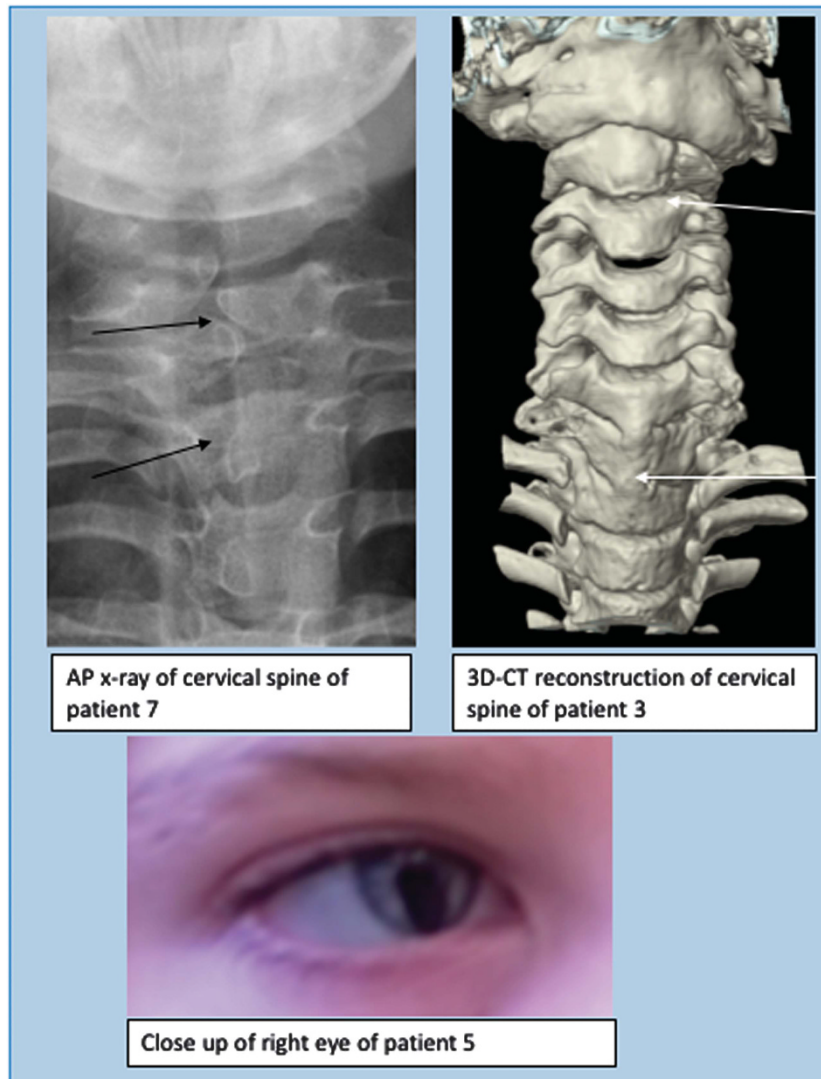 AP x-ray of cervical spine of
patient 7
3D-CT reconstruction of cervical
spine of patient 3
Close up of right eye of patient 5